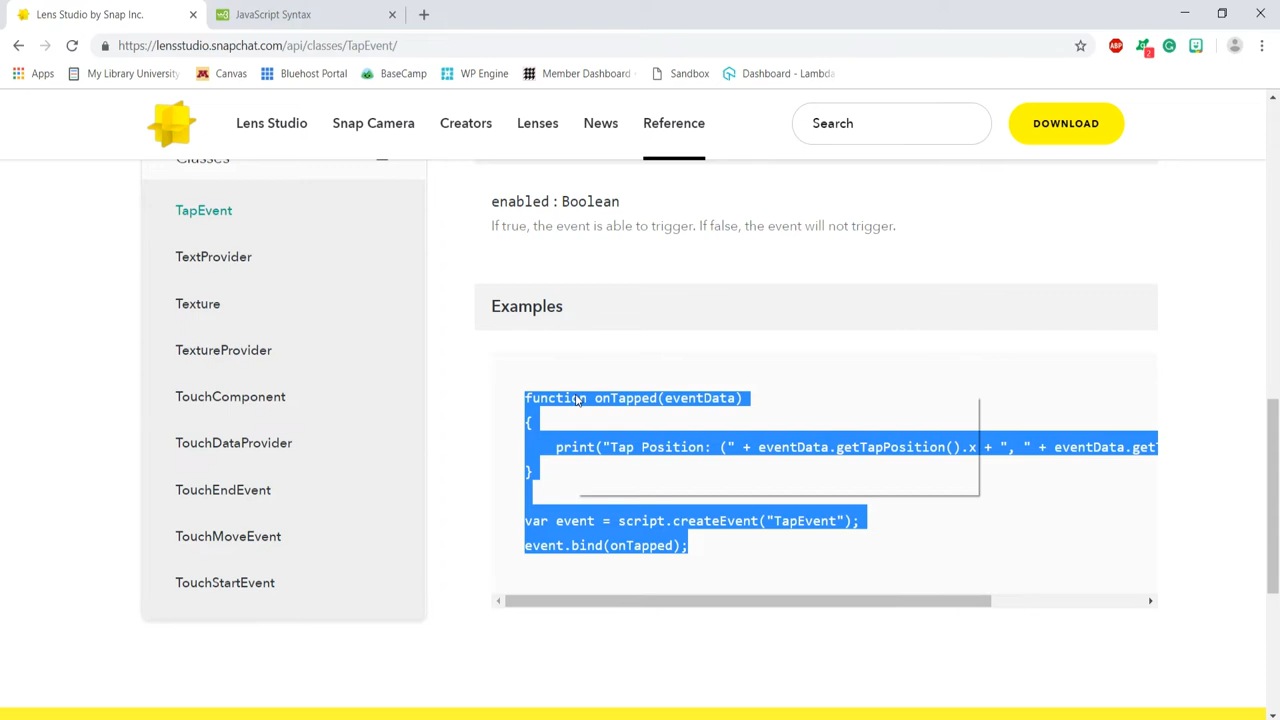 Lens Studio by Snap Inc.
JavaScript Syntax
https://lensstudio.snapchat.com/api/classes/TapEvent/
ABP
2
Apps
My Library University
Canvas
Bluehost Portal
BaseCamp
WP Engine
Member Dashboard
Sandbox
Dashboard - Lambda
Lens Studio
Snap Camera
Creators
Lenses
News
Reference
Search
DOWNLOAD
Classes
TapEvent
TextProvider
Texture
TextureProvider
TouchComponent
TouchDataProvider
TouchEndEvent
TouchMoveEvent
TouchStartEvent
enabled : Boolean
If true, the event is able to trigger. If false, the event will not trigger.
Examples
function onTapped(eventData)
{
print("Tap Position: (" + eventData.getTapPosition().x + ", " + eventData.getT
}
var event = script.createEvent("TapEvent");
event.bind(onTapped);